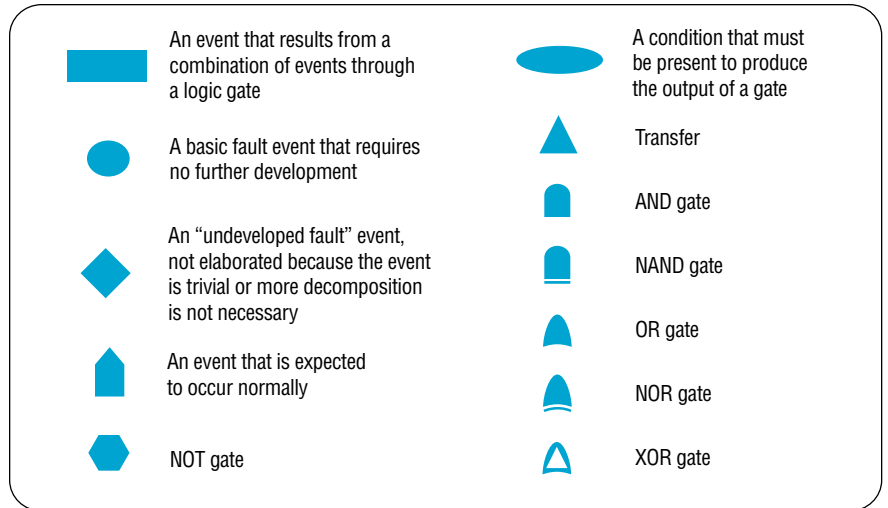 An event that results from a
combination of events through
a logic gate
A basic fault event that requires
no further development
An “undeveloped fault” event,
not elaborated because the event
is trivial or more decomposition
is not necessary
An event that is expected
to occur normally
NOT gate
A condition that must
be present to produce
the output of a gate
Transfer
AND gate
NAND gate
OR gate
NOR gate
XOR gate